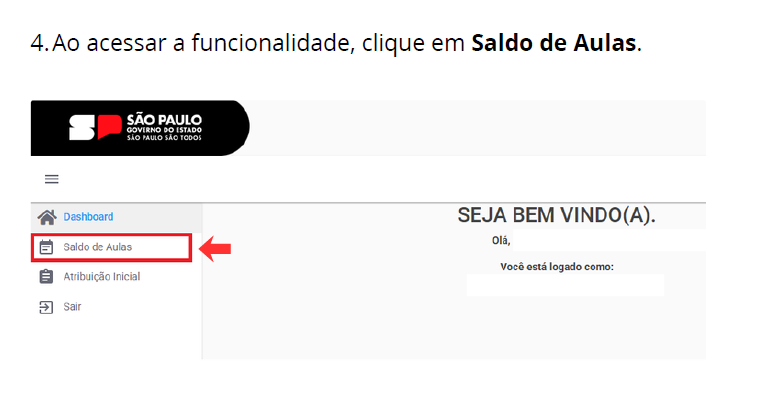 4. Ao acessar a funcionalidade, clique em Saldo de Aulas.
SÃO PAULO
GOVERNO DO ESTADO
SÃO PAULO SÃO TODOS
Dashboard
SEJA BEM VINDO(A).
Saldo de Aulas
Olá,
Você está logado como:
Atribuição Inicial
Sair